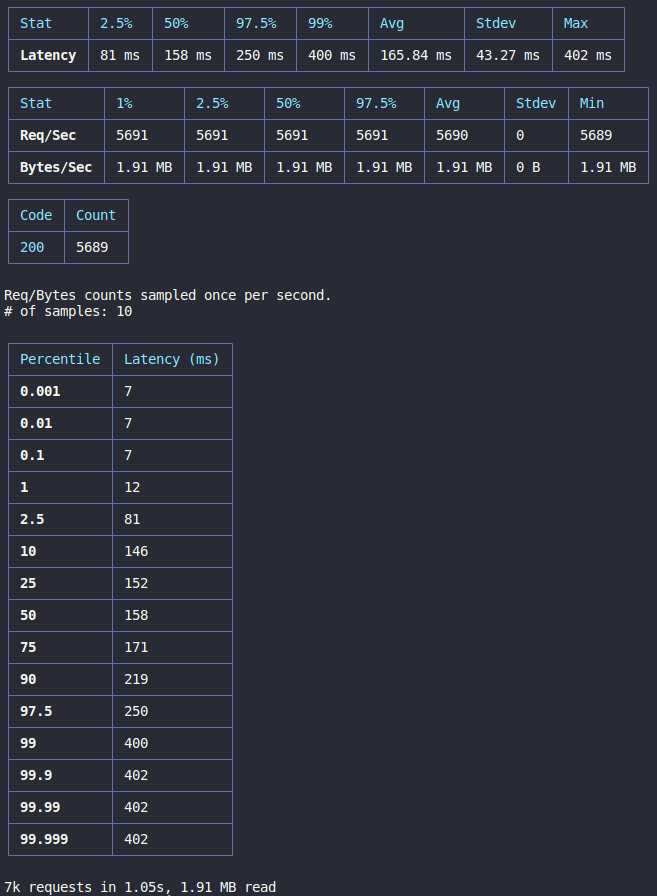 Stat 2.5% 50% 97.5% 99% Avg Stdev Max
Latency 81 ms 158 ms 250 ms 400 ms 165.84 ms 43.27 ms 402 ms
Stat 1% 2.5% 50% 97.5% Avg Stdev Min
Req/Sec 5691 5691 5691 5691 5690 0 5689
Bytes/Sec 1.91 MB 1.91 MB 1.91 MB 1.91 MB 1.91 MB 0 B 1.91 MB
Code Count
200 5689
Req/Bytes counts sampled once per second.
# of samples: 10
Percentile Latency (ms)
0.001 7
0.01 7
0.1 7
1 12
2.5 81
10 146
25 152
50 158
75 171
90 219
97.5 250
99 400
99.9 402
99.99 402
99.999 402
7k requests in 1.05s, 1.91 MB read